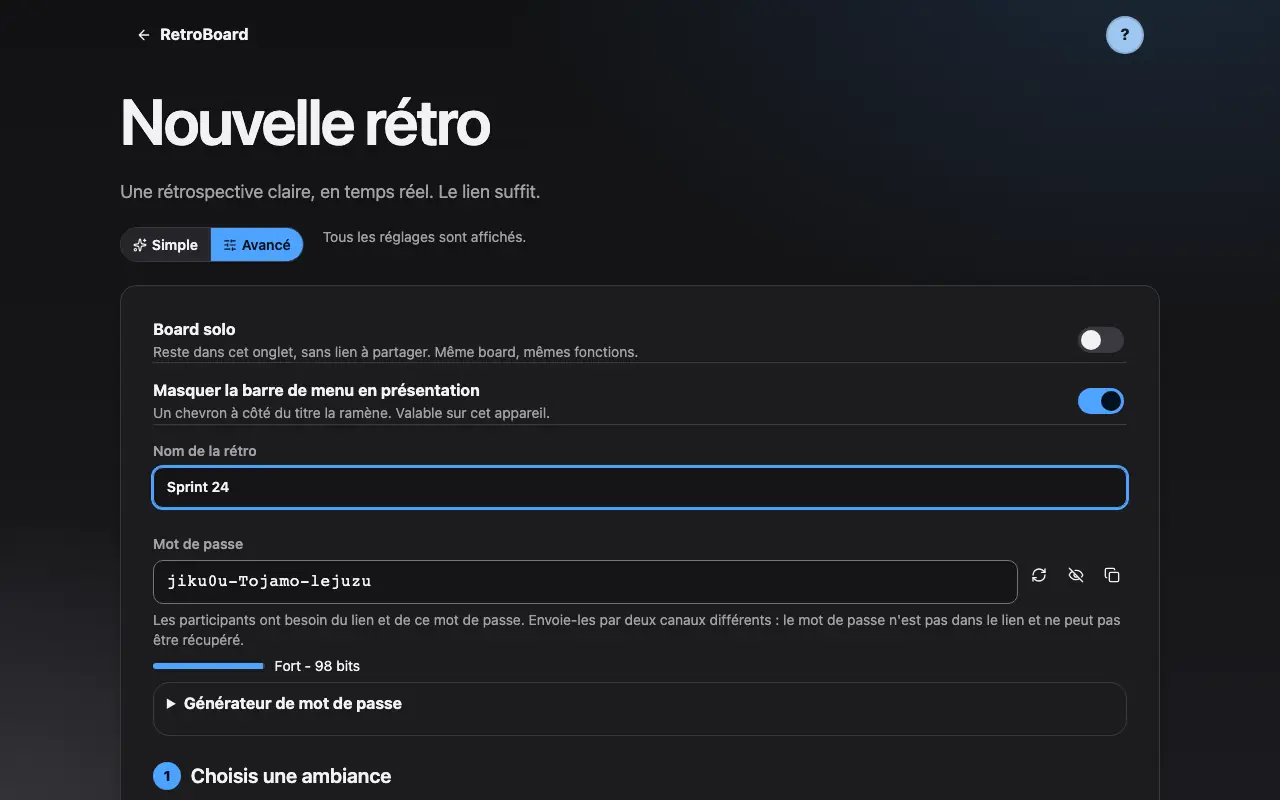 RetroBoard
?
Nouvelle rétro
Une rétrospective claire, en temps réel. Le lien suffit.
Simple
Avancé
Tous les réglages sont affichés.
Board solo
Reste dans cet onglet, sans lien à partager. Même board, mêmes fonctions.
Masquer la barre de menu en présentation
Un chevron à côté du titre la ramène. Valable sur cet appareil.
Nom de la rétro
Sprint 24
Mot de passe
jiku0u-Tojamo-lejuzu
Les participants ont besoin du lien et de ce mot de passe. Envoie-les par deux canaux différents : le mot de passe n'est pas dans le lien et ne peut pas
être récupéré.
Fort - 98 bits
Générateur de mot de passe
1 Choisis une ambiance